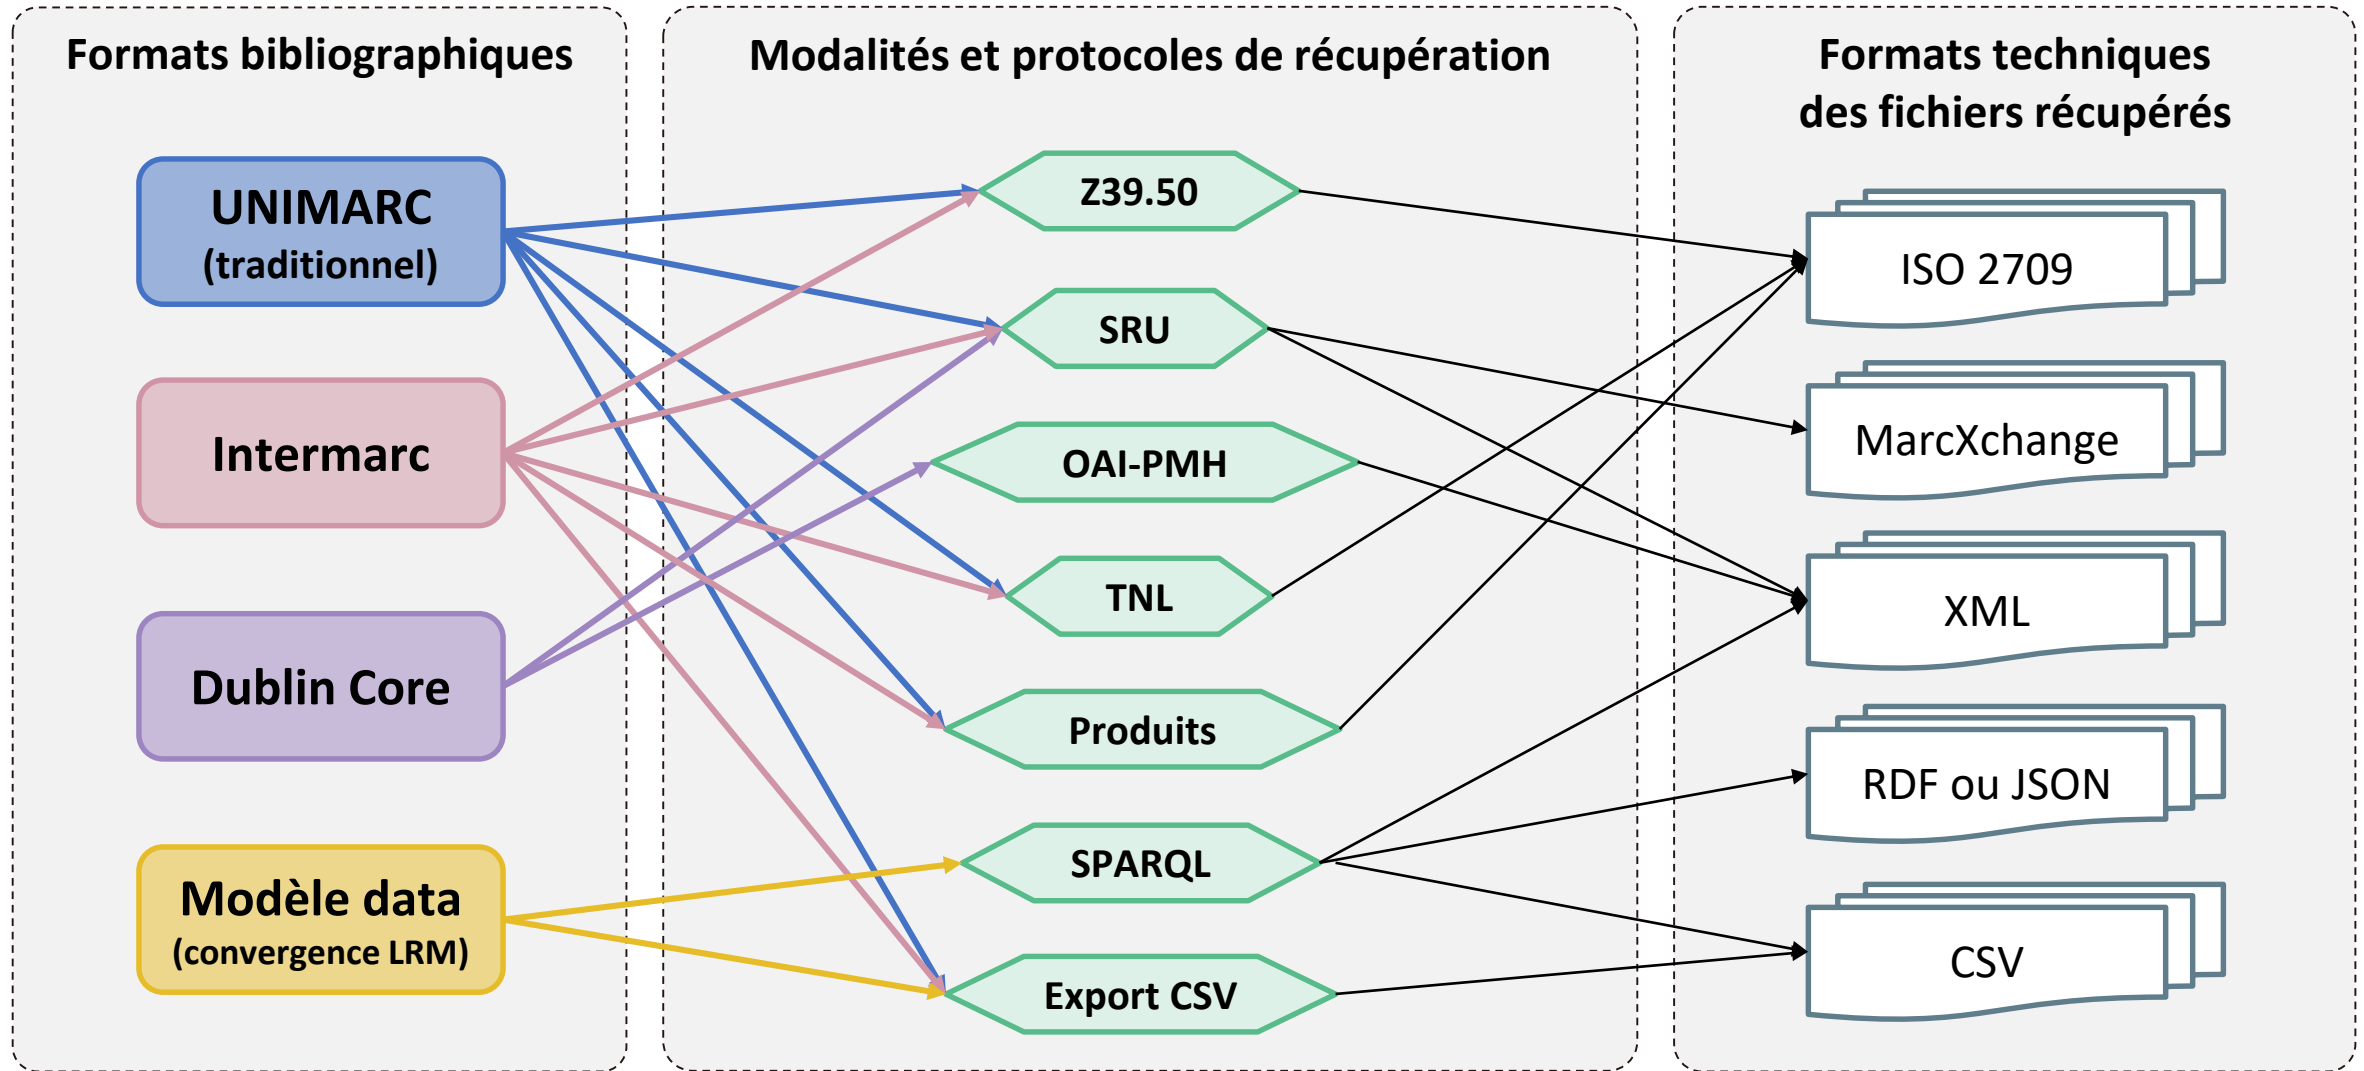 Formats bibliographiques
UNIMARC
(traditionnel)
Intermarc
Dublin Core
Modèle data
(convergence LRM)
Modalités et protocoles de récupération
Z39.50
SRU
OAI-PMH
TNL
Produits
SPARQL
Export CSV
Formats techniques
des fichiers récupérés
ISO 2709
MarcXchange
XML
RDF ou JSON
CSV